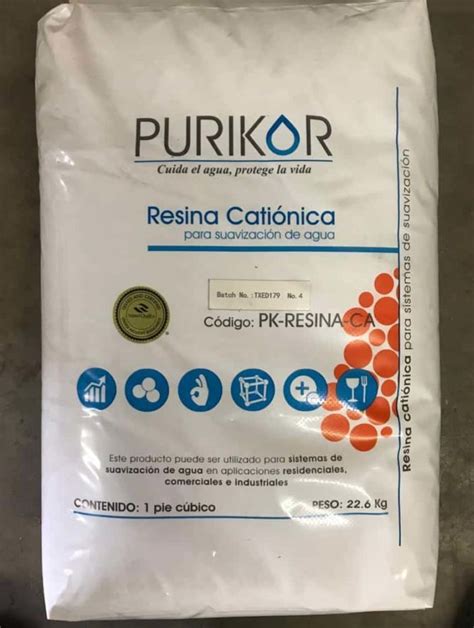 PURIKOR
Cuida el agua, protege la vida
Resina Catiónica
para suavización de agua
Batch No. :TXED179 No. 4
Código: PK-RESINA-CA
Este producto puede ser utilizado para sistemas de
suavización de agua en aplicaciones residenciales,
comerciales e industriales
CONTENIDO: 1 pie cúbico
PESO: 22.6 Kg
Resina catiónica para sistemas de suavización